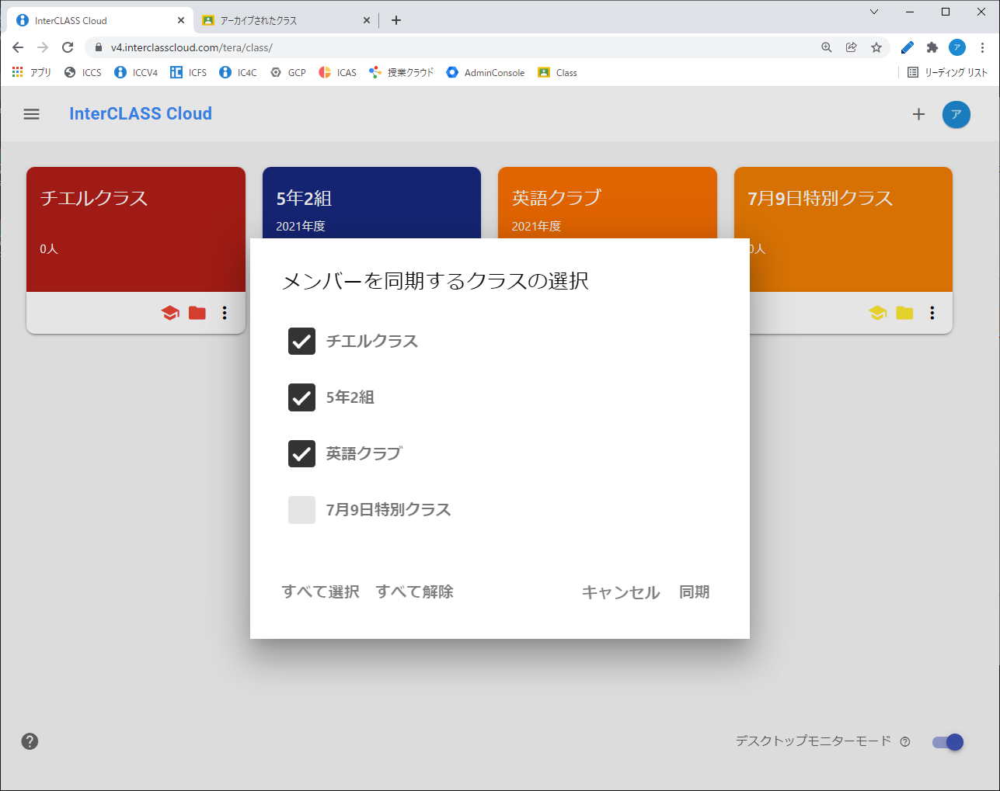 InterCLASS Cloud
アーカイブされたクラス
v4.interclasscloud.com/tera/class/
アプリ ICCS ICCV4 ICFS IC4C GCP ICAS 授業クラウド AdminConsole Class リーディング リスト
InterCLASS Cloud
ア
チエルクラス
0人
5年2組
2021年度
英語クラブ
2021年度
7月9日特別クラス
0人
メンバーを同期するクラスの選択
チエルクラス
5年2組
英語クラブ
7月9日特別クラス
すべて選択 すべて解除 キャンセル 同期
デスクトップモニターモード